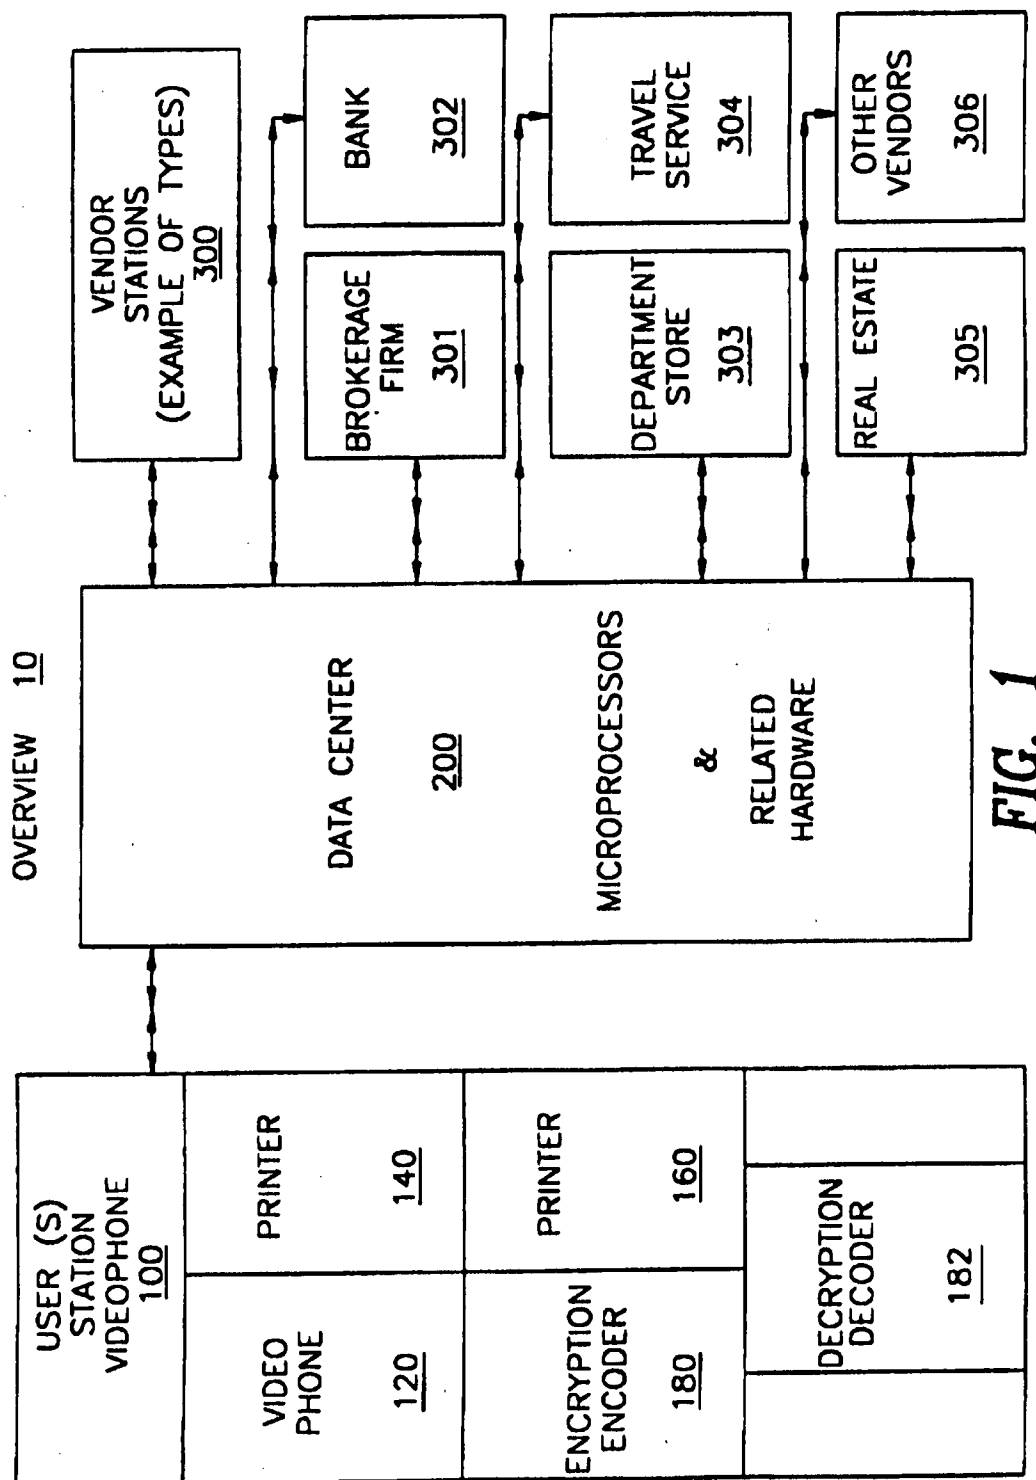 OVERVIEW 10
USER (S)
STATION
VIDEOPHONE
100
VIDEO
PHONE
120
PRINTER
140
ENCRYPTION
ENCODER
180
PRINTER
160
DECRYPTION
DECODER
182
DATA CENTER
200
MICROPROCESSORS
&
RELATED
HARDWARE
VENDOR
STATIONS
(EXAMPLE OF TYPES)
300
BROKERAGE
FIRM
301
BANK
302
DEPARTMENT
STORE
303
TRAVEL
SERVICE
304
REAL ESTATE
305
OTHER
VENDORS
306
FIG. 1